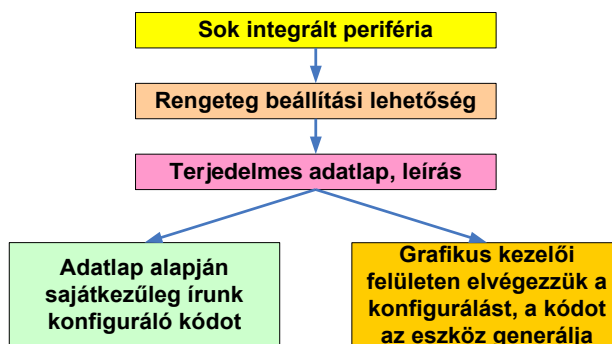 Sok integrált periféria
Rengeteg beállítási lehetőség
Terjedelmes adatlap, leírás
Adatlap alapján
sajátkezűleg írunk
konfiguráló kódot
Grafikus kezelői
felületen elvégezzük a
konfigurálást, a kódot
az eszköz generálja